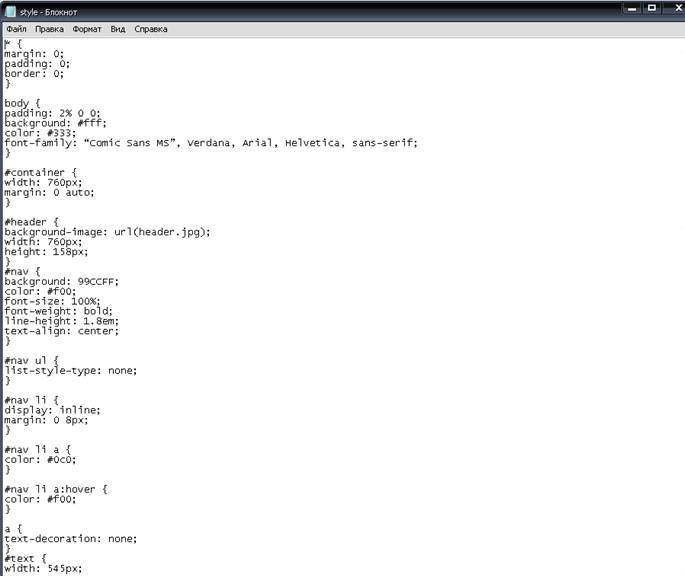 style - Блокнот
Файл Правка Формат Вид Справка
* {
margin: 0;
padding: 0;
border: 0;
}

body {
padding: 2% 0 0;
background: #fff;
color: #333;
font-family: “Comic Sans MS”, Verdana, Arial, Helvetica, sans-serif;
}

#container {
width: 760px;
margin: 0 auto;
}

#header {
background-image: url(header.jpg);
width: 760px;
height: 158px;
}
#nav {
background: 99CCFF;
color: #f00;
font-size: 100%;
font-weight: bold;
line-height: 1.8em;
text-align: center;
}

#nav ul {
list-style-type: none;
}

#nav li {
display: inline;
margin: 0 8px;
}

#nav li a {
color: #0c0;
}

#nav li a:hover {
color: #f00;
}

a {
text-decoration: none;
}
#text {
width: 545px;